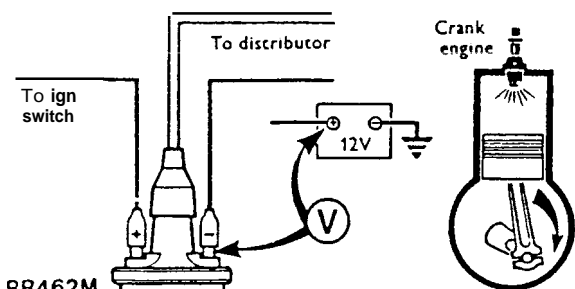 To distributor
Crank
engine
To ign
switch
+ -
12V
+ -
V
RR462M